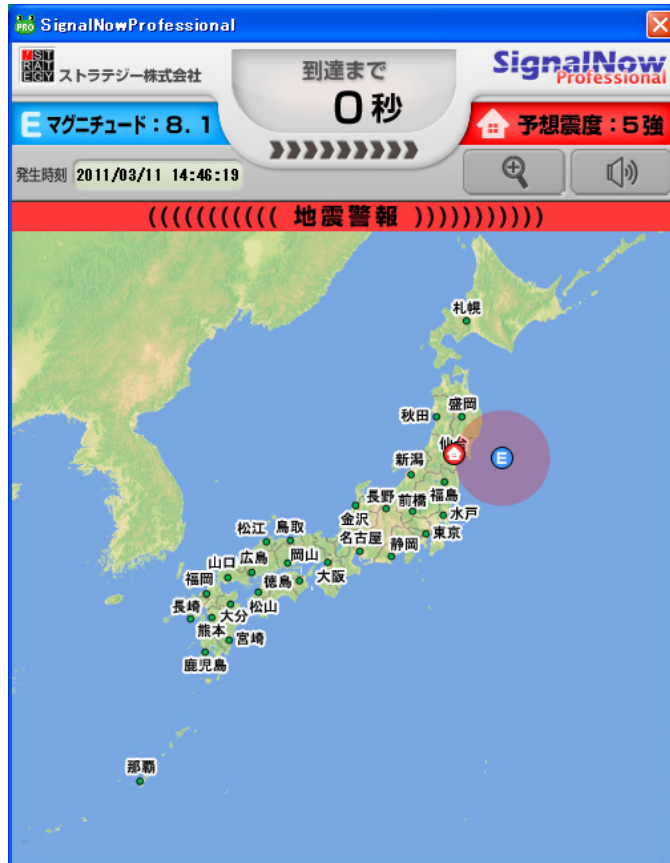 PRO SignalNowProfessional
STRATEGY ストラテジー株式会社
到達まで
0秒
SignalNow
Professional
E マグニチュード：8.1
予想震度：5強
発生時刻 2011/03/11 14:46:19
((((((((((( 地震警報 )))))))))))
札幌
秋田 盛岡
仙台
E
新潟
長野 前橋 福島
金沢 水戸
松江 鳥取 名古屋 静岡 東京
山口 広島 岡山
福岡 徳島 大阪
長崎 大分 松山
熊本 宮崎
鹿児島
那覇